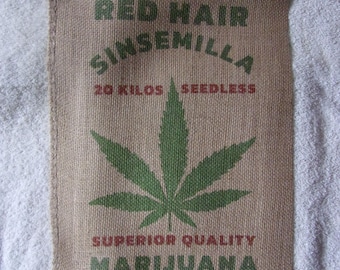 RED HAIR
SINSEMILLA
20 KILOS SEEDLESS
SUPERIOR QUALITY
MARIJUANA